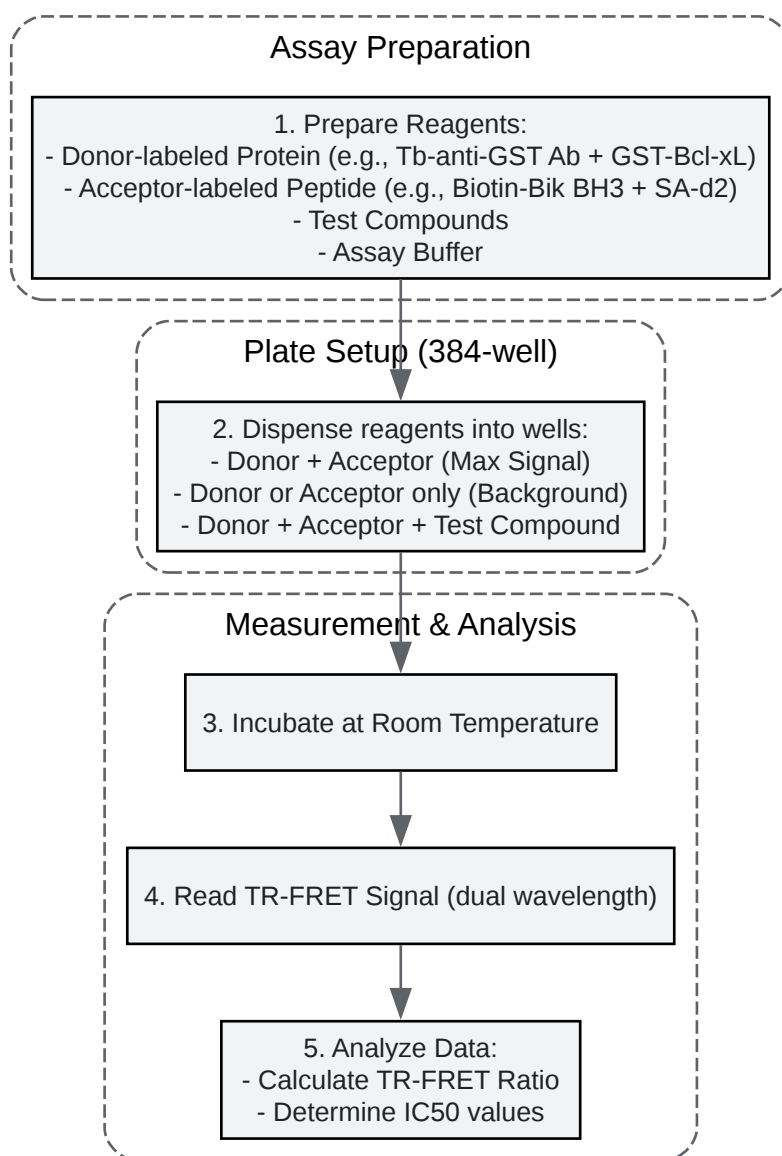 Assay Preparation
1. Prepare Reagents:
- Donor-labeled Protein (e.g., Tb-anti-GST Ab + GST-Bcl-xL)
- Acceptor-labeled Peptide (e.g., Biotin-Bik BH3 + SA-d2)
- Test Compounds
- Assay Buffer
Plate Setup (384-well)
2. Dispense reagents into wells:
- Donor + Acceptor (Max Signal)
- Donor or Acceptor only (Background)
- Donor + Acceptor + Test Compound
Measurement & Analysis
3. Incubate at Room Temperature
4. Read TR-FRET Signal (dual wavelength)
5. Analyze Data:
- Calculate TR-FRET Ratio
- Determine IC50 values